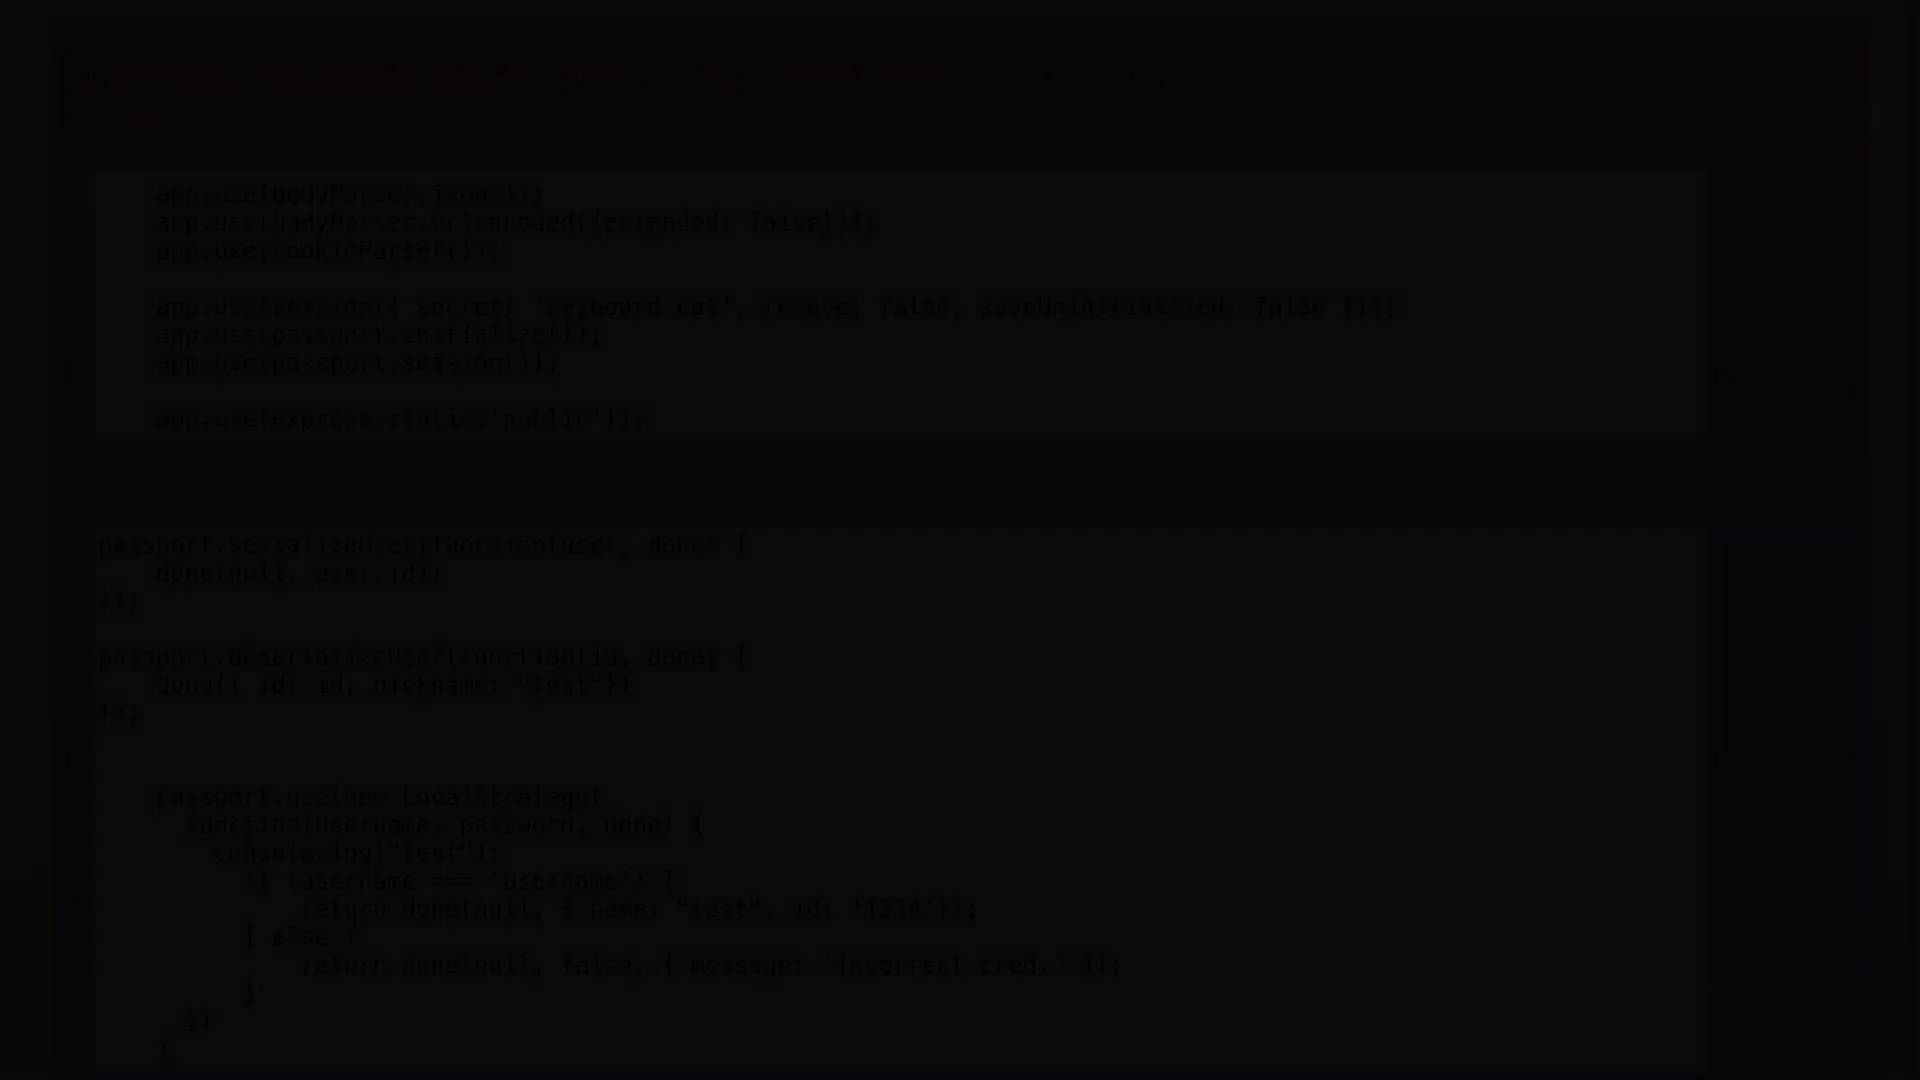 app.use(bodyParser.json());
app.use(bodyParser.urlencoded({extended: false}));
app.use(cookieParser());
app.use(session({ secret: 'keyboard cat', resave: false, saveUninitialized: false }));
app.use(passport.initialize());
app.use(passport.session());
app.use(express.static('public'));
passport.serializeUser(function(user, done) {
done(null, user.id);
});
passport.deserializeUser(function(id, done) {
done({ id: id, nickname: "test"})
});
passport.use(new LocalStrategy(
function(username, password, done) {
console.log("test");
if (username === 'username') {
return done(null, { name: "test", id: '1234'});
} else {
return done(null, false, { message: 'Incorrect cred.' });
}
})